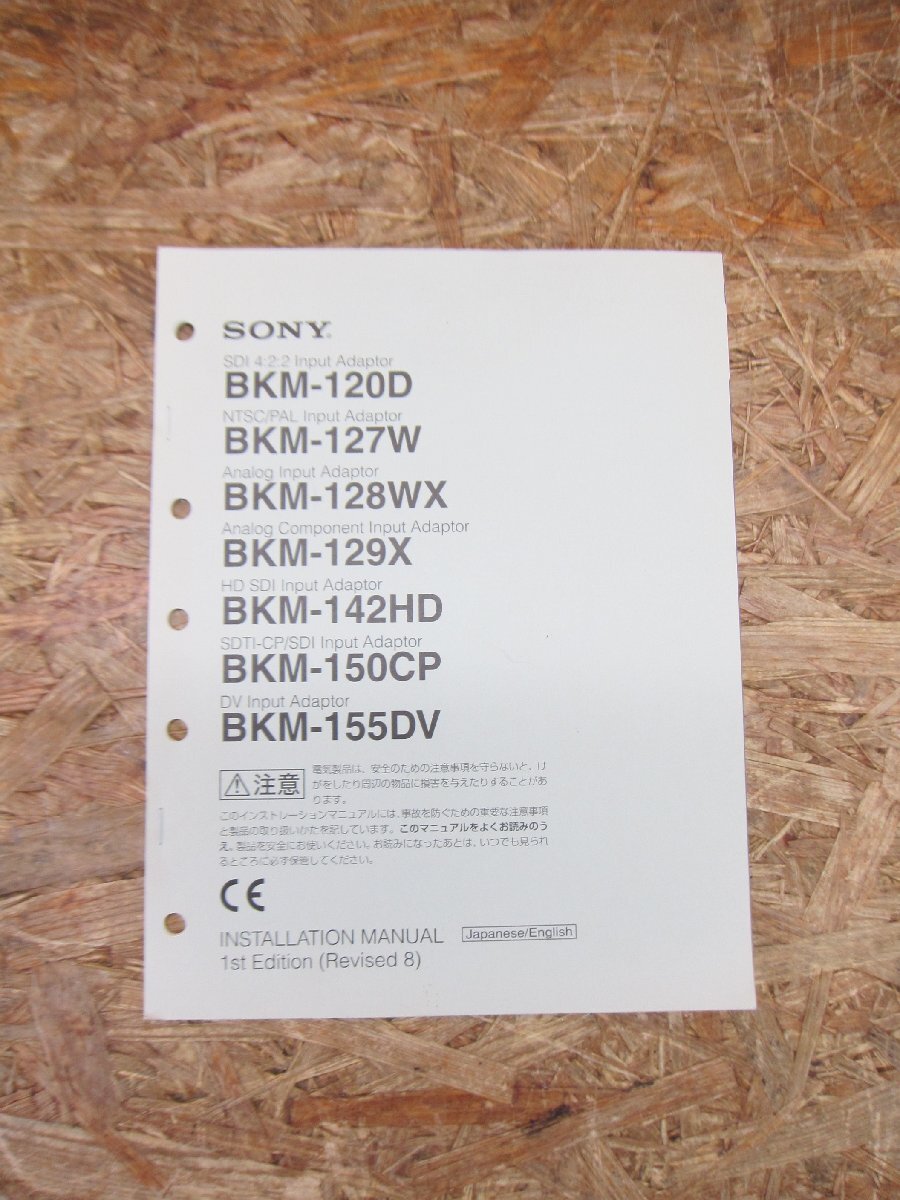 SONY®
SDI 4:2:2 Input Adaptor
BKM-120D
NTSC/PAL Input Adaptor
BKM-127W
Analog Input Adaptor
BKM-128WX
Analog Component Input Adaptor
BKM-129X
HD SDI Input Adaptor
BKM-142HD
SDTI-CP/SDI Input Adaptor
BKM-150CP
DV Input Adaptor
BKM-155DV
注意
電気製品は、安全のための注意事項を守らないと、け
がをしたり周辺の物品に損害を与えたりすることがあ
ります。
このインストレーションマニュアルには、事故を防ぐための重要な注意事項
と製品の取り扱いかたを記しています。このマニュアルをよくお読みのう
え、製品を安全にお使いください。お読みになったあとは、いつでも見られ
るところに必ず保管してください。
CE
INSTALLATION MANUAL Japanese/English
1st Edition (Revised 8)